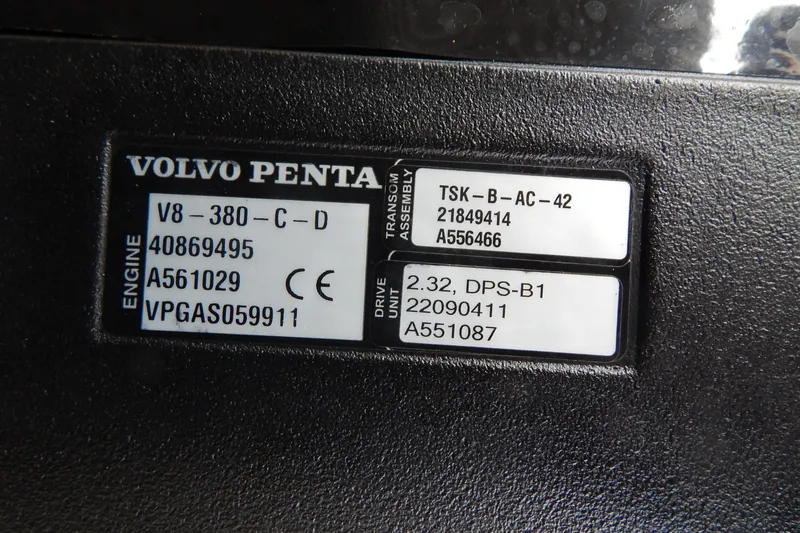 VOLVO PENTA
ENGINE
V8-380-C-D
40869495
A561029 CE
VPGAS059911
TRANSOM
ASSEMBLY
TSK-B-AC-42
21849414
A556466
DRIVE
UNIT
2.32, DPS-B1
22090411
A551087